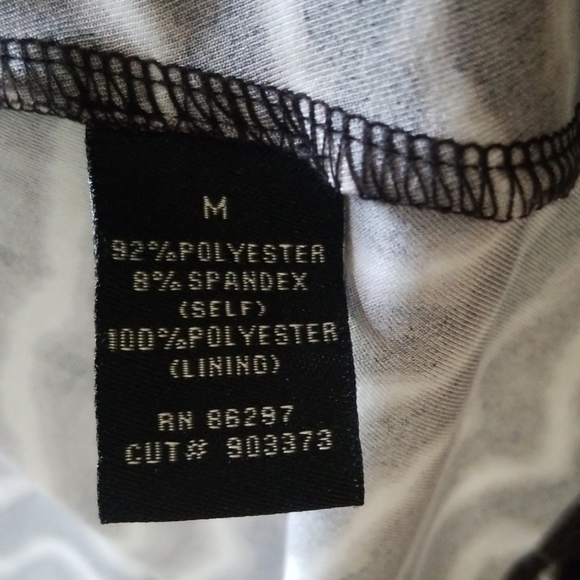 M
92%POLYESTER
8% SPANDEX
(SELF)
100%POLYESTER
(LINING)
RN 86297
CUT# 903373